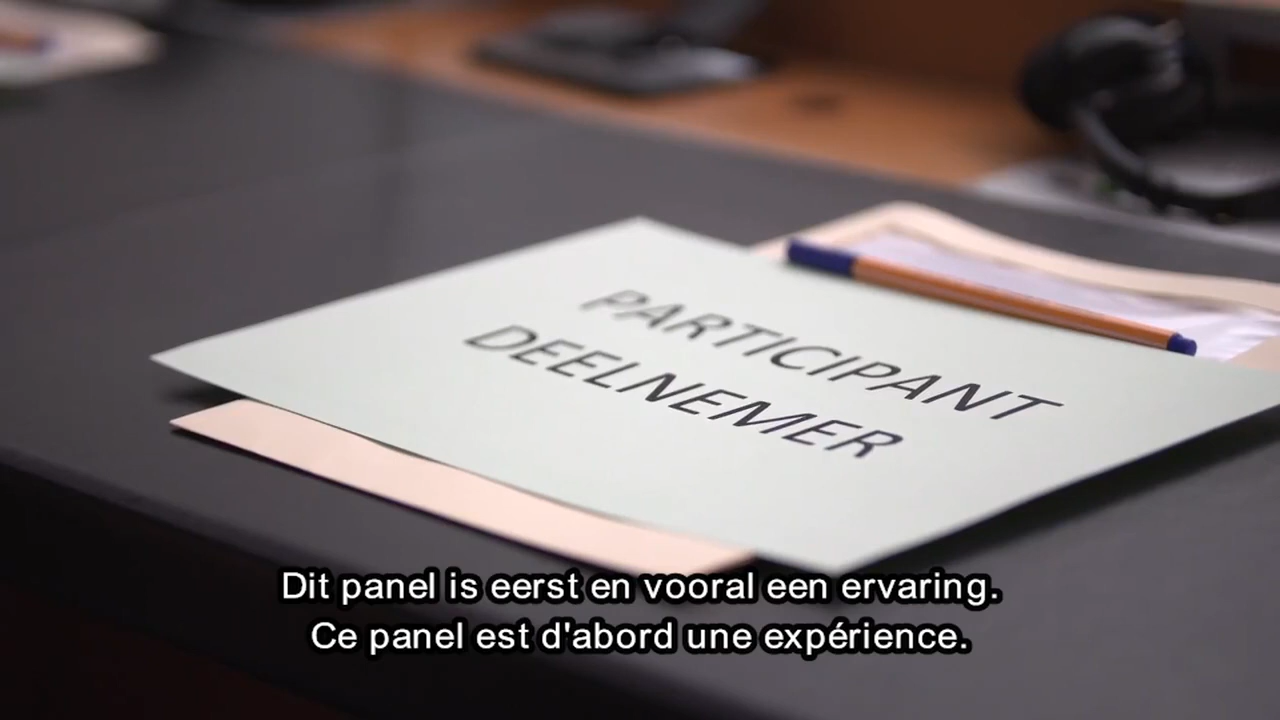 PARTICIPANT
DEELNEMER
Dit panel is eerst en vooral een ervaring.
Ce panel est d'abord une expérience.